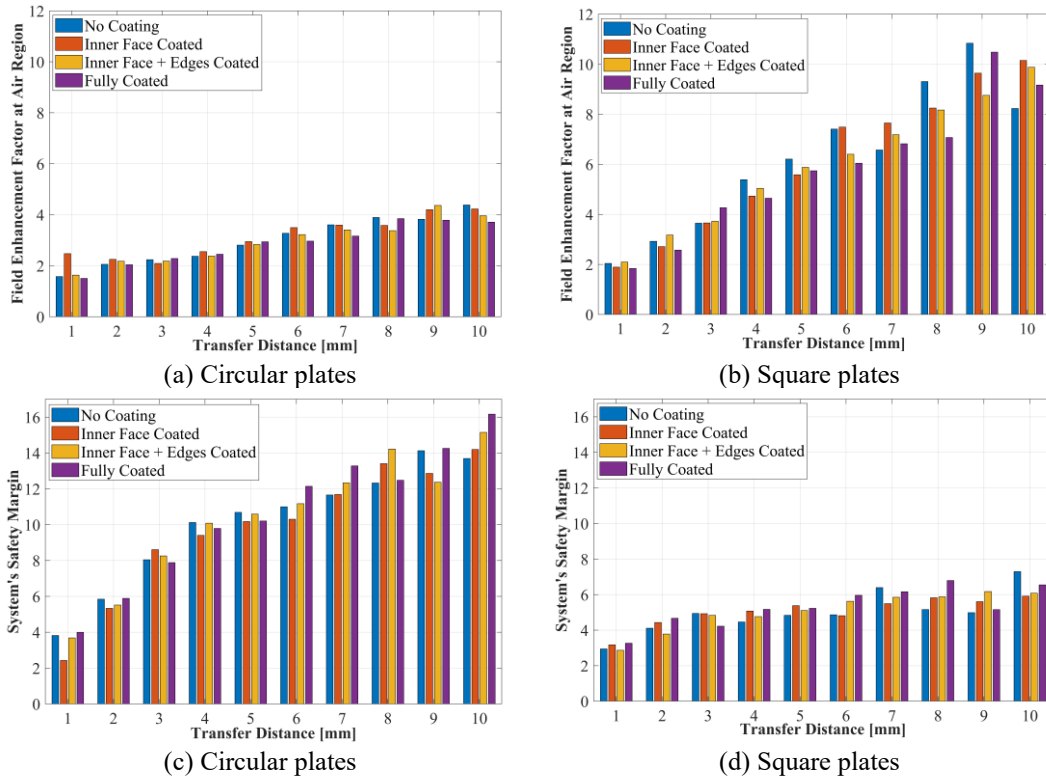 12
10
8
6
4
2
0
Field Enhancement Factor at Air Region
No Coating
Inner Face Coated
Inner Face + Edges Coated
Fully Coated
1 2 3 4 5 6 7 8 9 10
Transfer Distance [mm]
(a) Circular plates
12
10
8
6
4
2
0
Field Enhancement Factor at Air Region
No Coating
Inner Face Coated
Inner Face + Edges Coated
Fully Coated
1 2 3 4 5 6 7 8 9 10
Transfer Distance [mm]
(b) Square plates
16
14
12
10
8
6
4
2
0
System's Safety Margin
No Coating
Inner Face Coated
Inner Face + Edges Coated
Fully Coated
1 2 3 4 5 6 7 8 9 10
Transfer Distance [mm]
(c) Circular plates
16
14
12
10
8
6
4
2
0
System's Safety Margin
No Coating
Inner Face Coated
Inner Face + Edges Coated
Fully Coated
1 2 3 4 5 6 7 8 9 10
Transfer Distance [mm]
(d) Square plates